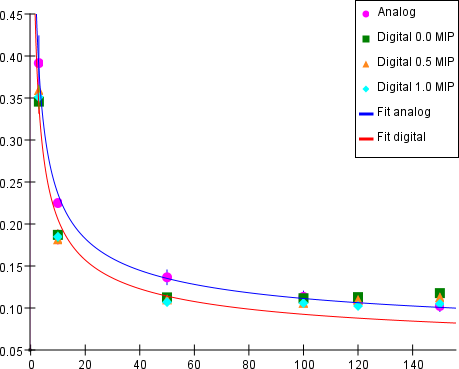 0.45
0.40
0.35
0.30
0.25
0.20
0.15
0.10
0.05
0 20 40 60 80 100 120 140
Analog
Digital 0.0 MIP
Digital 0.5 MIP
Digital 1.0 MIP
Fit analog
Fit digital